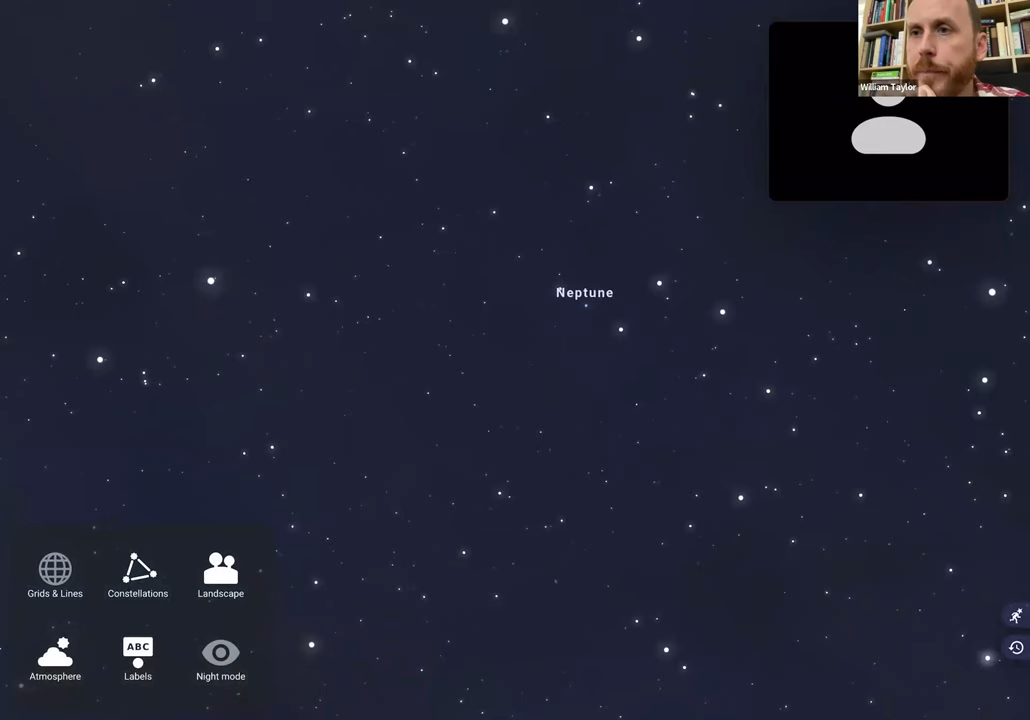 William Taylor
Neptune
Grids & Lines
Constellations
Landscape
ABC
Atmosphere
Labels
Night mode